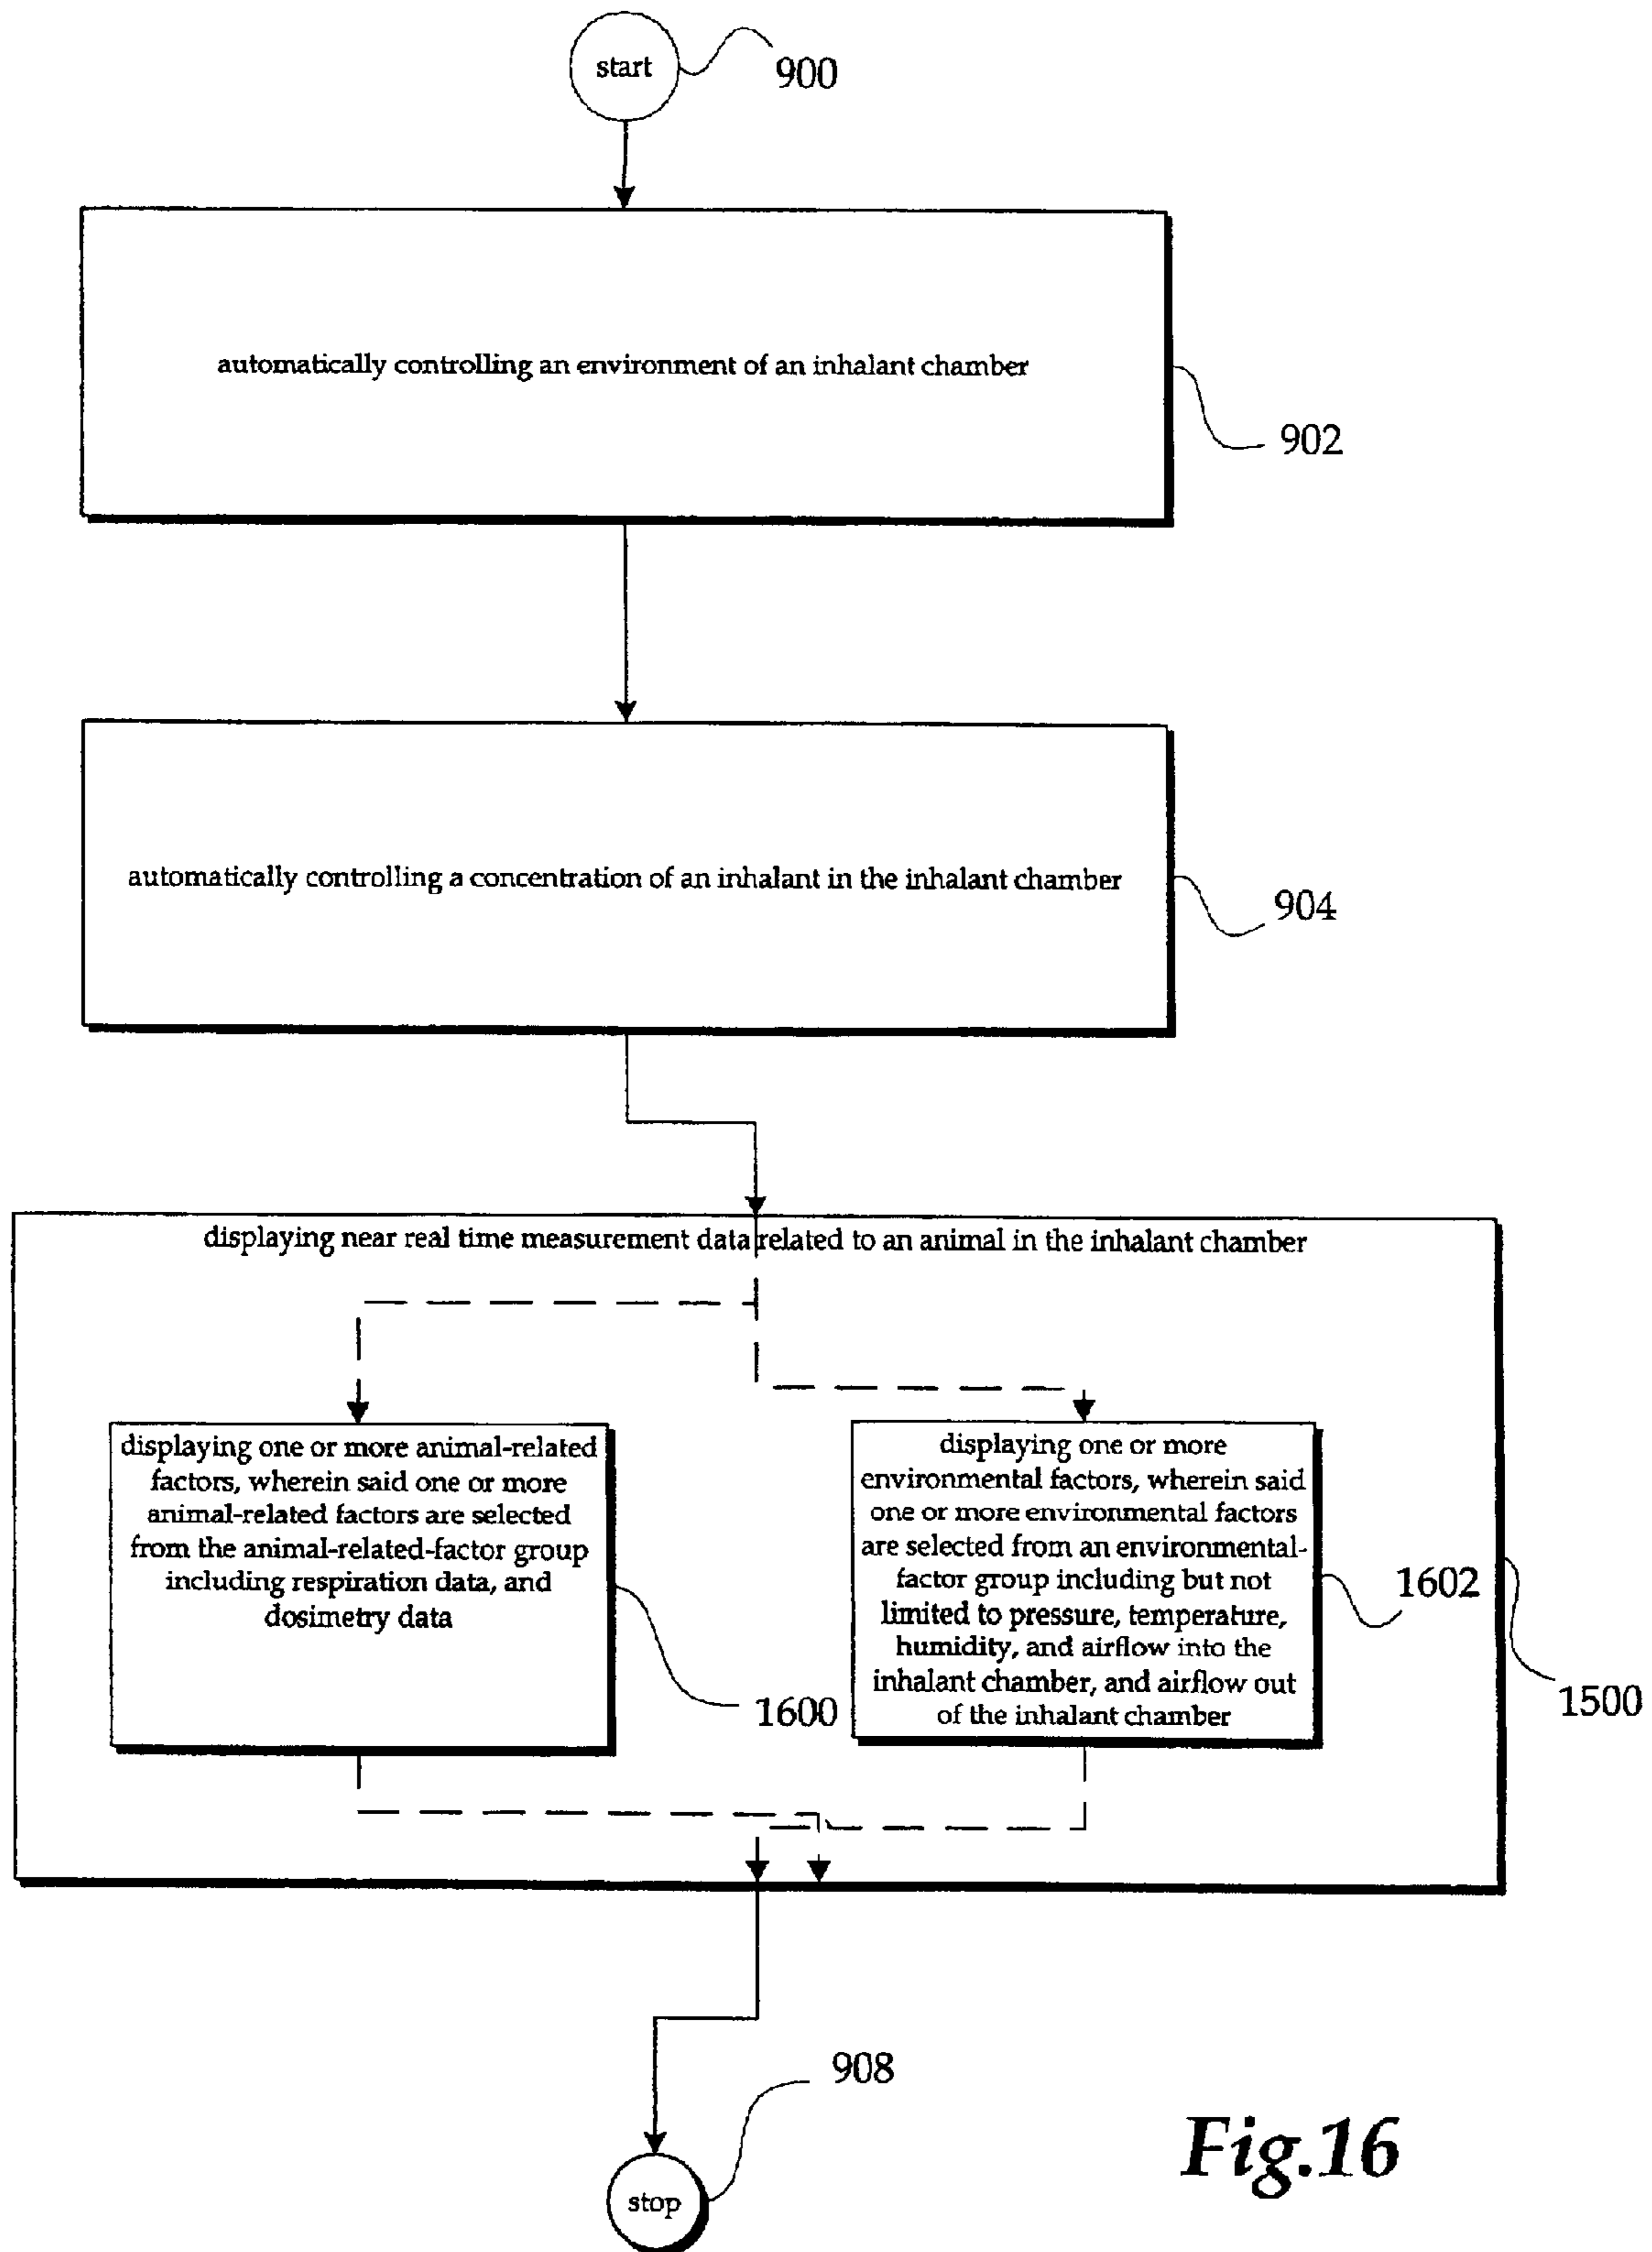 start
900
automatically controlling an environment of an inhalant chamber
902
automatically controlling a concentration of an inhalant in the inhalant chamber
904
displaying near real time measurement data related to an animal in the inhalant chamber
displaying one or more animal-related
factors, wherein said one or more
animal-related factors are selected
from the animal-related-factor group
including respiration data, and
dosimetry data
1600
displaying one or more
environmental factors, wherein said
one or more environmental factors
are selected from an environmental-
factor group including but not
limited to pressure, temperature,
humidity, and airflow into the
inhalant chamber, and airflow out
of the inhalant chamber
1602
1500
908
stop
Fig.16